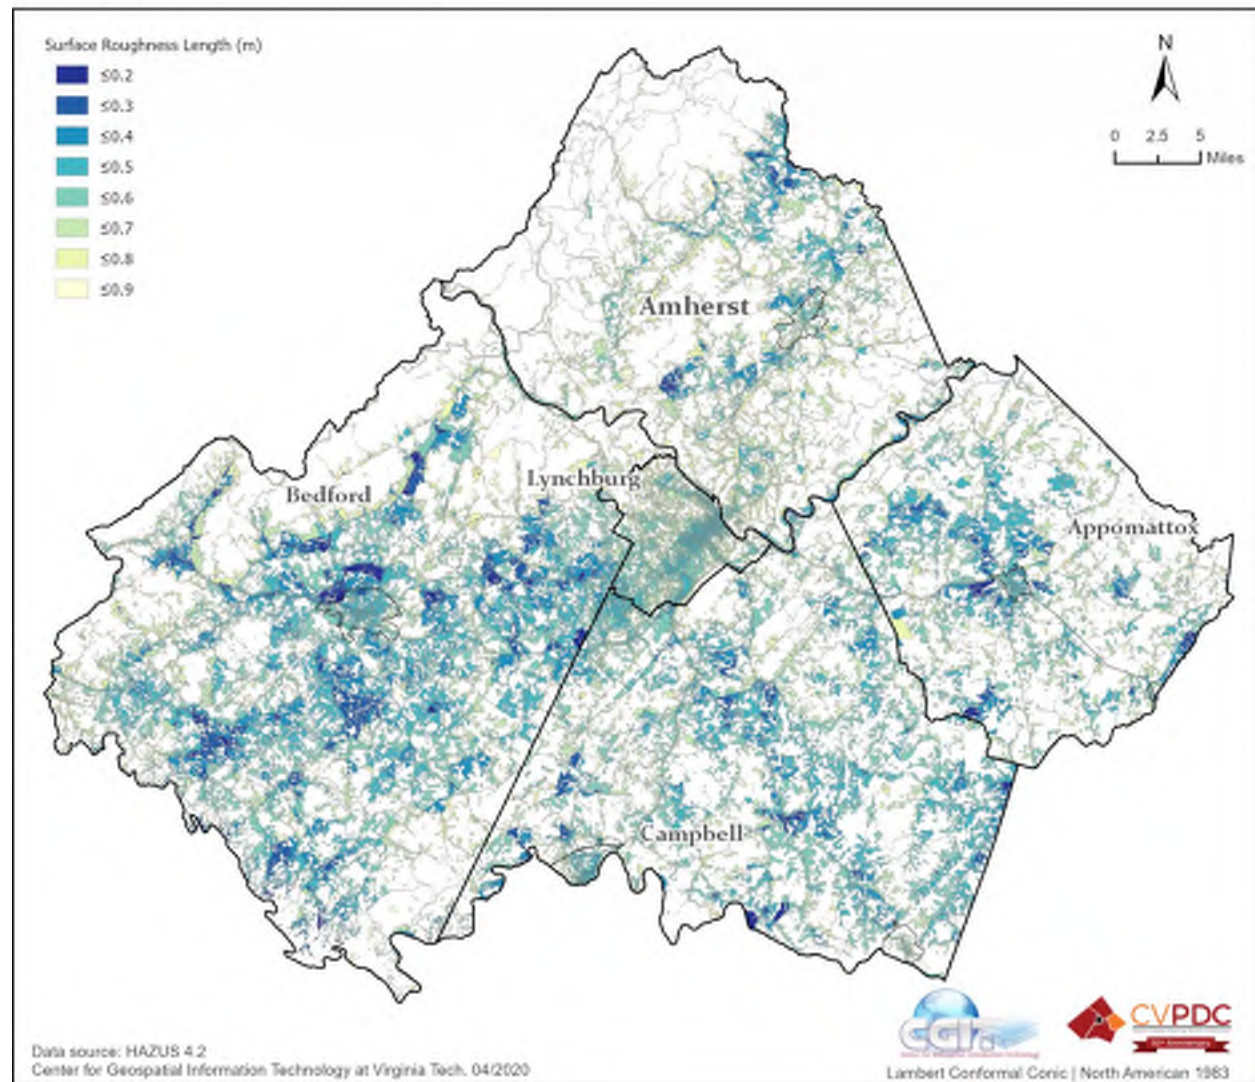 Surface Roughness Length (m)
≤0.2
≤0.3
≤0.4
≤0.5
≤0.6
≤0.7
≤0.8
≤0.9
N
0 2.5 5
Miles
Amherst
Lynchburg
Bedford
Appomattox
Campbell
CGIT
CVPDC
Data source: HAZUS 4.2
Center for Geospatial Information Technology at Virginia Tech. 04/2020
Lambert Conformal Conic | North American 1983